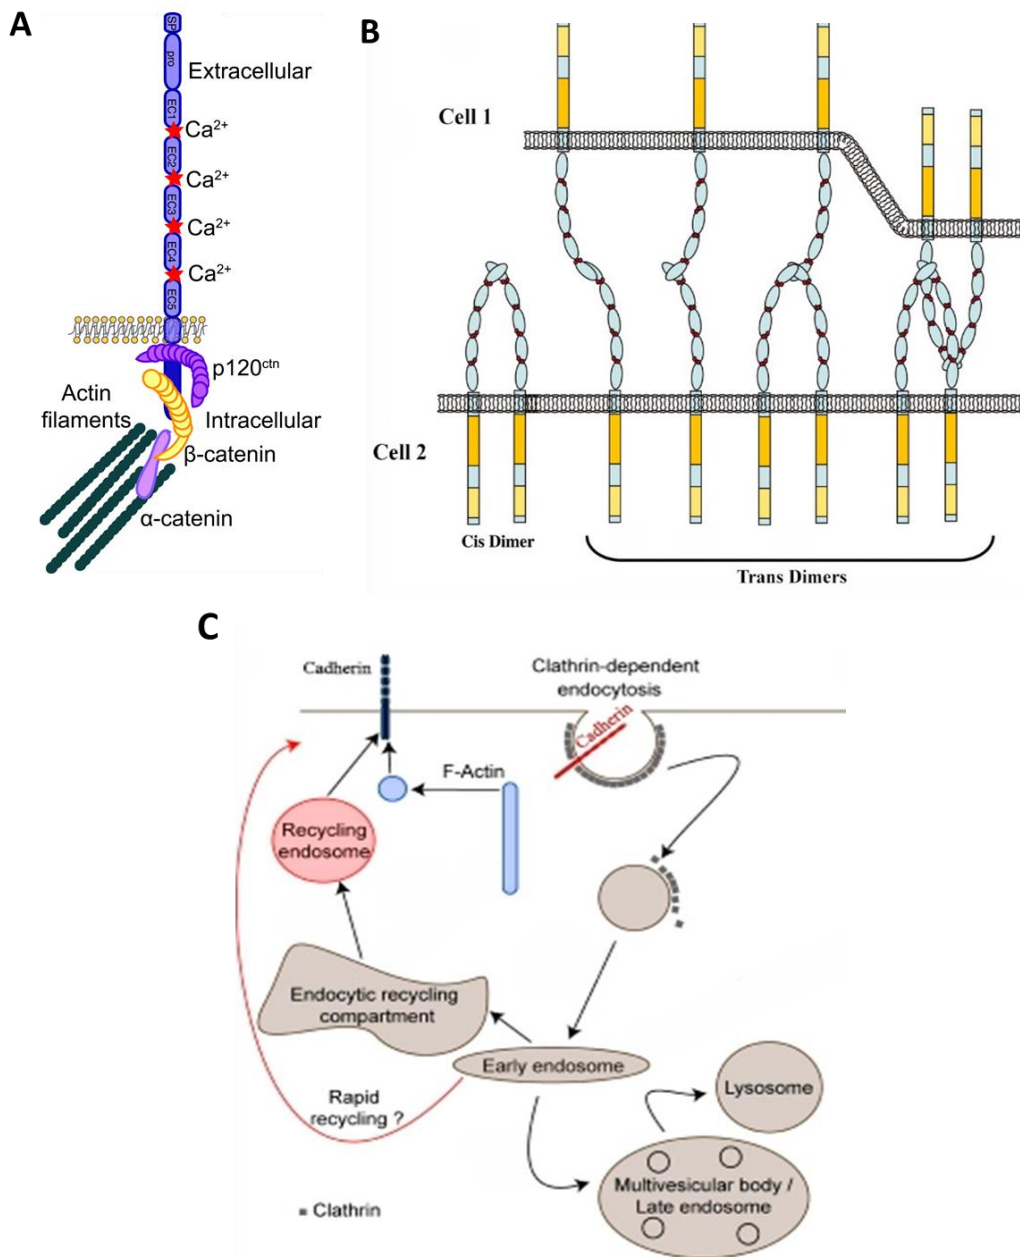 A
SP
pro
Extracellular
EC1
Ca²⁺
EC2
Ca²⁺
EC3
Ca²⁺
EC4
Ca²⁺
EC5
p120ᶜᵗⁿ
Actin
filaments
Intracellular
β-catenin
α-catenin
B
Cell 1
Cell 2
Cis Dimer
Trans Dimers
C
Cadherin
Clathrin-dependent
endocytosis
Cadherin
F-Actin
Recycling
endosome
Endocytic recycling
compartment
Early endosome
Lysosome
Rapid
recycling ?
Multivesicular body /
Late endosome
Clathrin